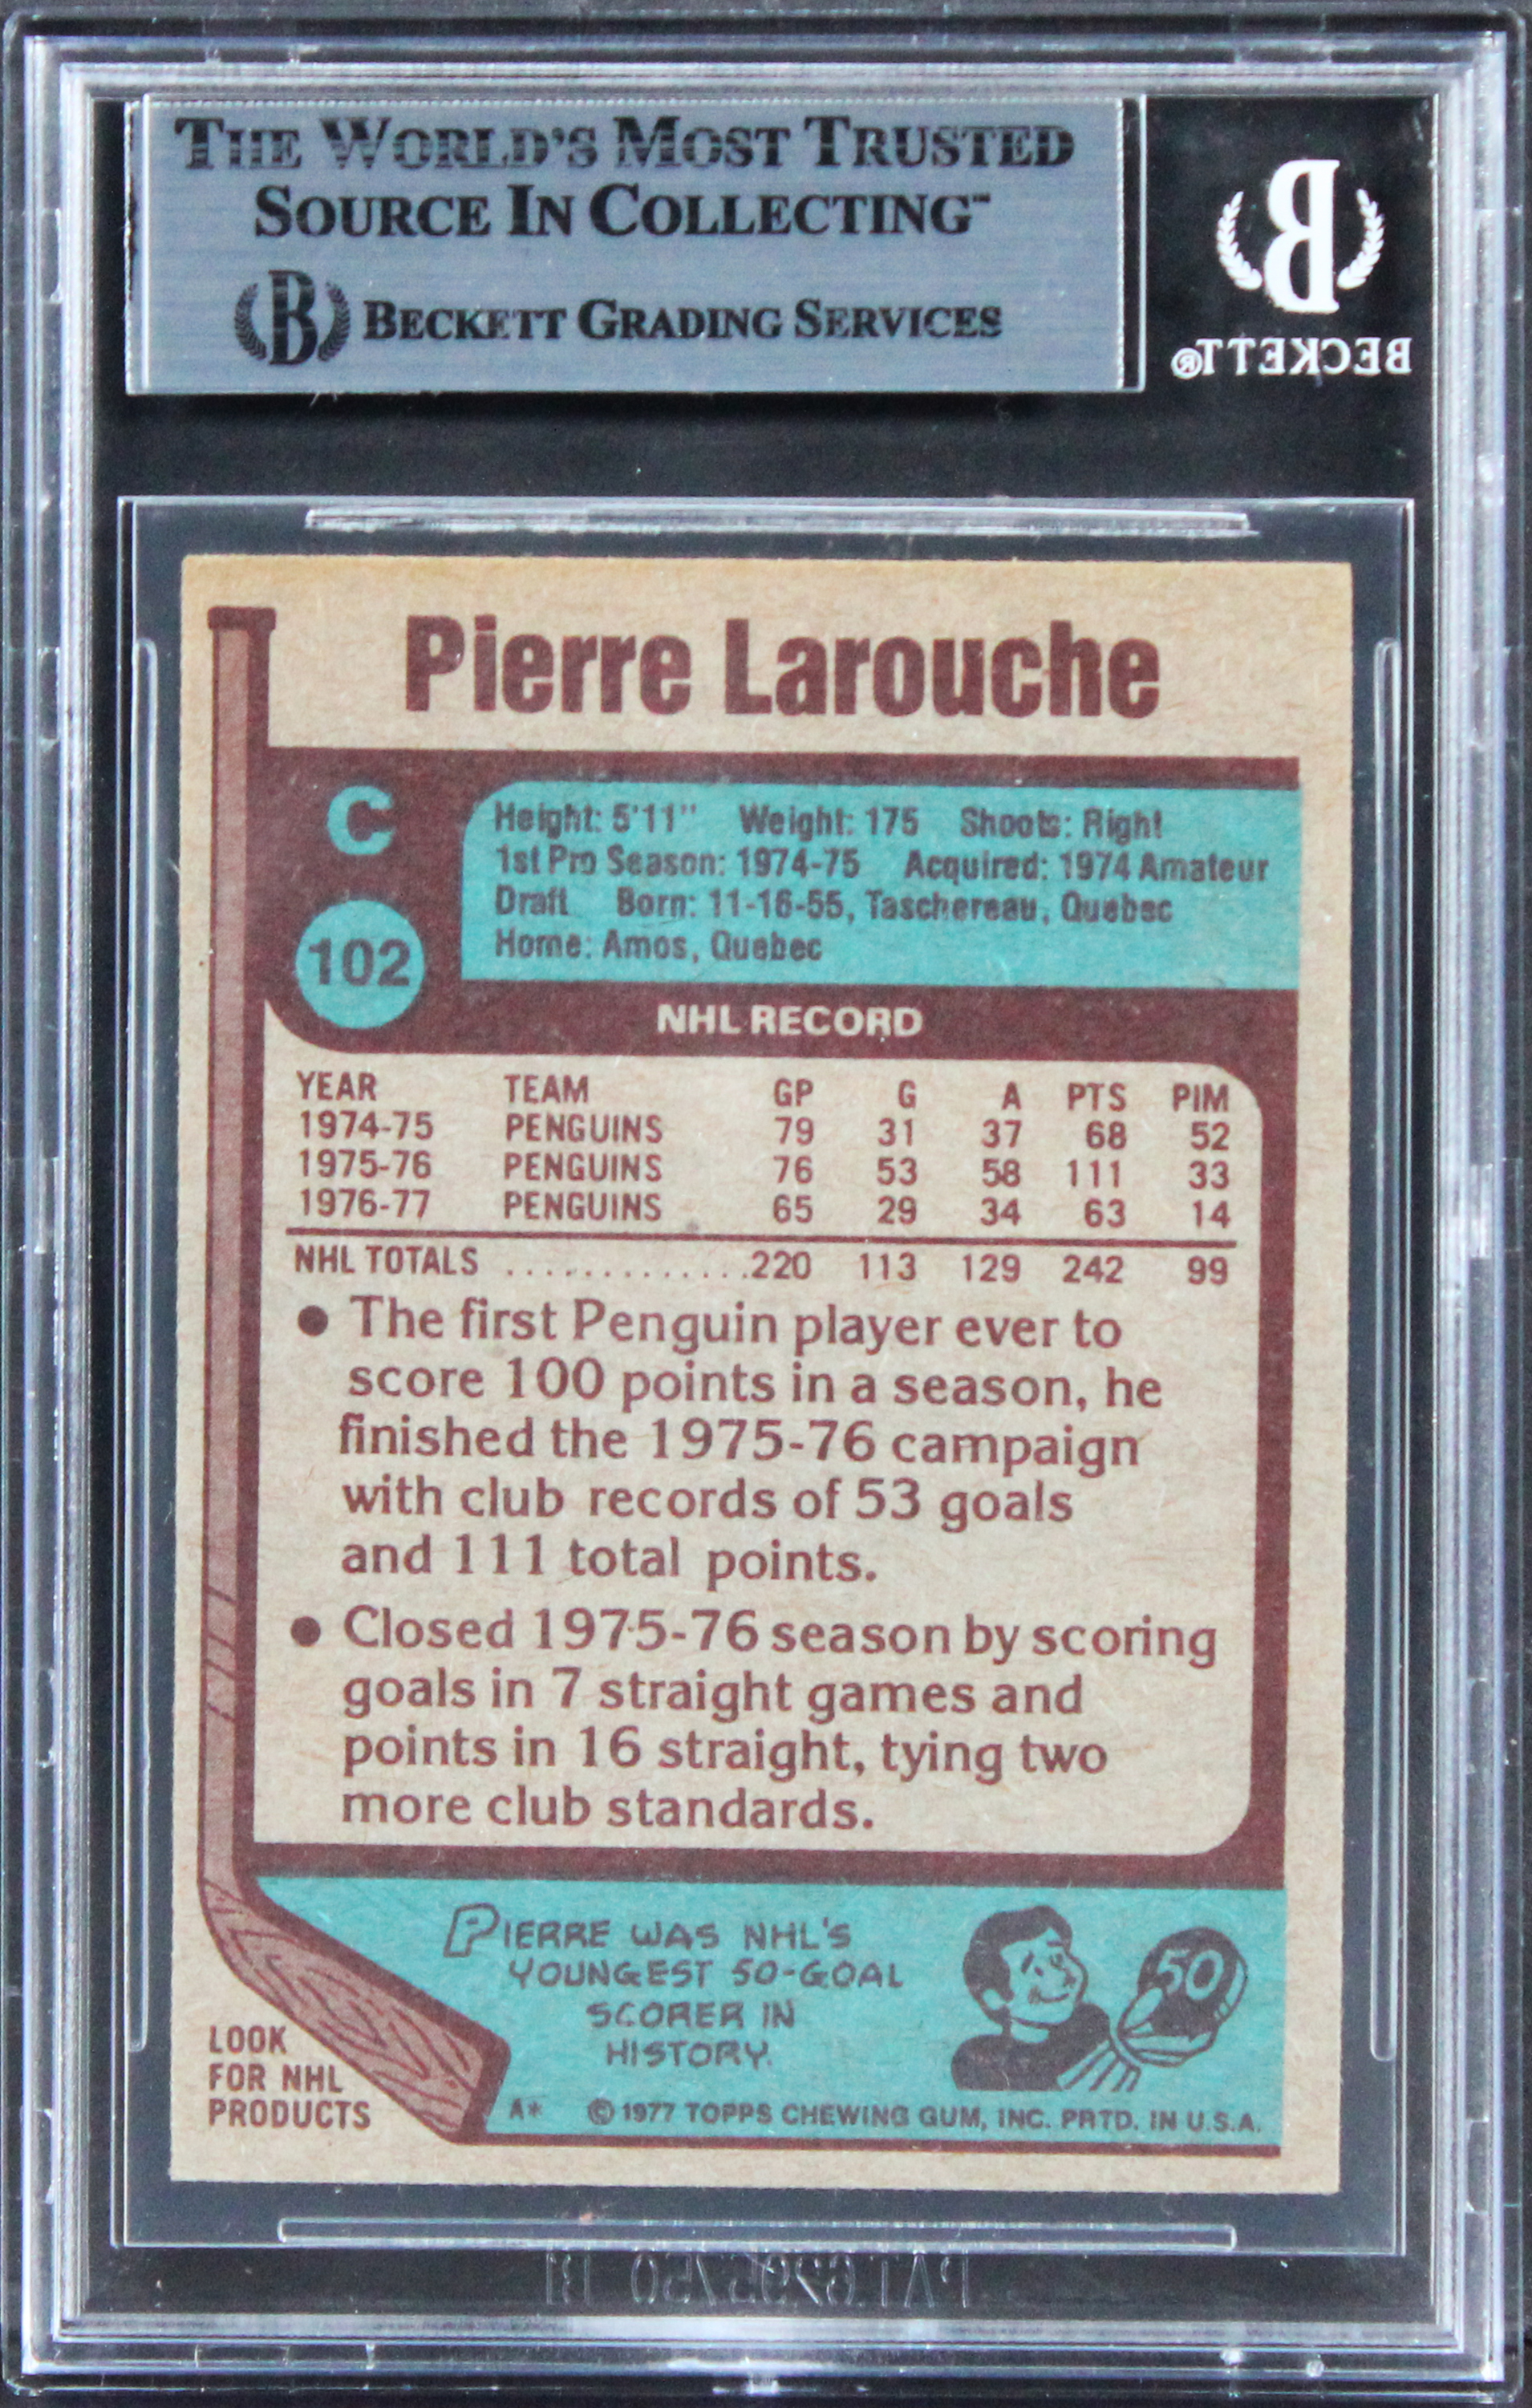 THE WORLD'S MOST TRUSTED
SOURCE IN COLLECTING™
B BECKETT GRADING SERVICES
B
BECKETT®
Pierre Larouche
C
102
Height: 5'11" Weight: 175 Shoots: Right
1st Pro Season: 1974-75 Acquired: 1974 Amateur
Draft Born: 11-16-55, Taschereau, Quebec
Home: Amos, Quebec
NHL RECORD
YEAR TEAM GP G A PTS PIM
1974-75 PENGUINS 79 31 37 68 52
1975-76 PENGUINS 76 53 58 111 33
1976-77 PENGUINS 65 29 34 63 14
NHL TOTALS ..............220 113 129 242 99
● The first Penguin player ever to
score 100 points in a season, he
finished the 1975-76 campaign
with club records of 53 goals
and 111 total points.
● Closed 1975-76 season by scoring
goals in 7 straight games and
points in 16 straight, tying two
more club standards.
PIERRE WAS NHL'S
YOUNGEST 50-GOAL
SCORER IN
HISTORY.
50
LOOK
FOR NHL
PRODUCTS
A* © 1977 TOPPS CHEWING GUM, INC. PRTD. IN U.S.A.